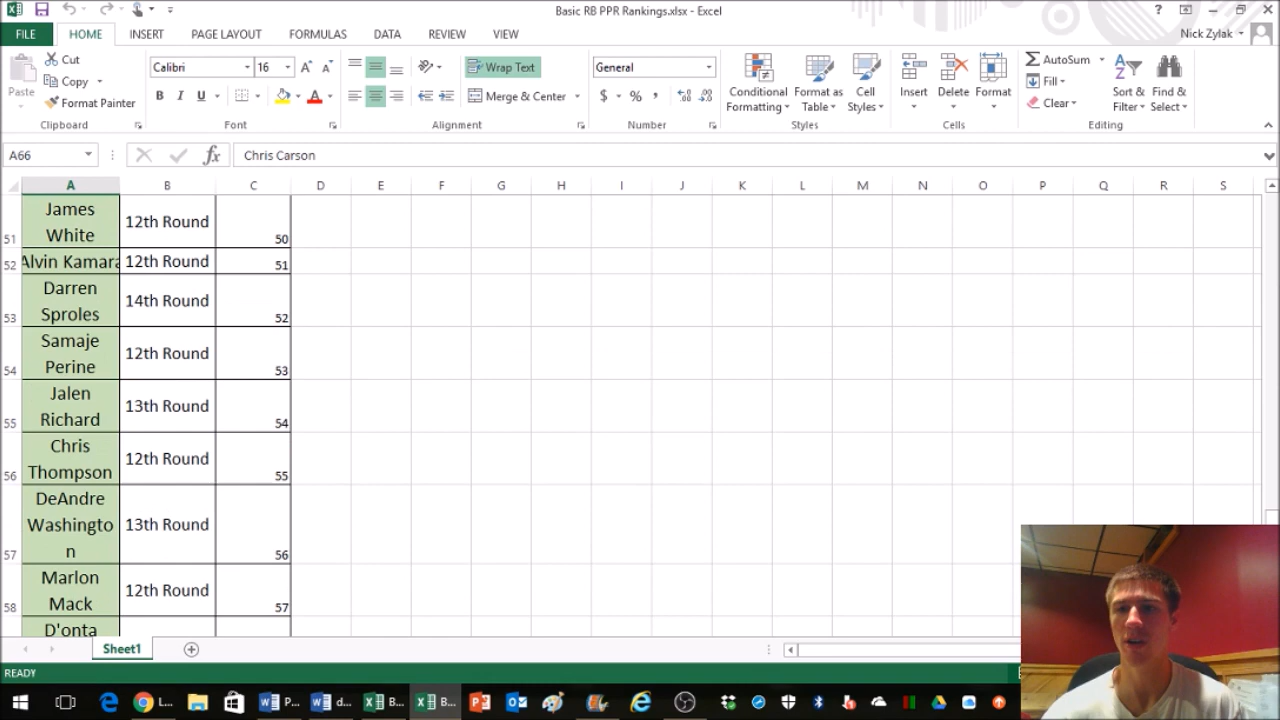 Basic RB PPR Rankings.xlsx - Excel
FILE HOME INSERT PAGE LAYOUT FORMULAS DATA REVIEW VIEW Nick Zylak
Cut
Copy
Format Painter
Paste
Clipboard
Calibri 16
B I U
Font
Wrap Text
Merge & Center
Alignment
General
$ % ,
Number
Conditional Formatting
Format as Table
Cell Styles
Styles
Insert Delete Format
Cells
AutoSum
Fill
Clear
Sort & Filter
Find & Select
Editing
A66 fx Chris Carson
A B C D E F G H I J K L M N O P Q R S
51 James White 12th Round 50
52 Alvin Kamara 12th Round 51
53 Darren Sproles 14th Round 52
54 Samaje Perine 12th Round 53
55 Jalen Richard 13th Round 54
56 Chris Thompson 12th Round 55
57 DeAndre Washingto n 13th Round 56
58 Marlon Mack 12th Round 57
D'onta
Sheet1
READY
L... P... d... B... B...